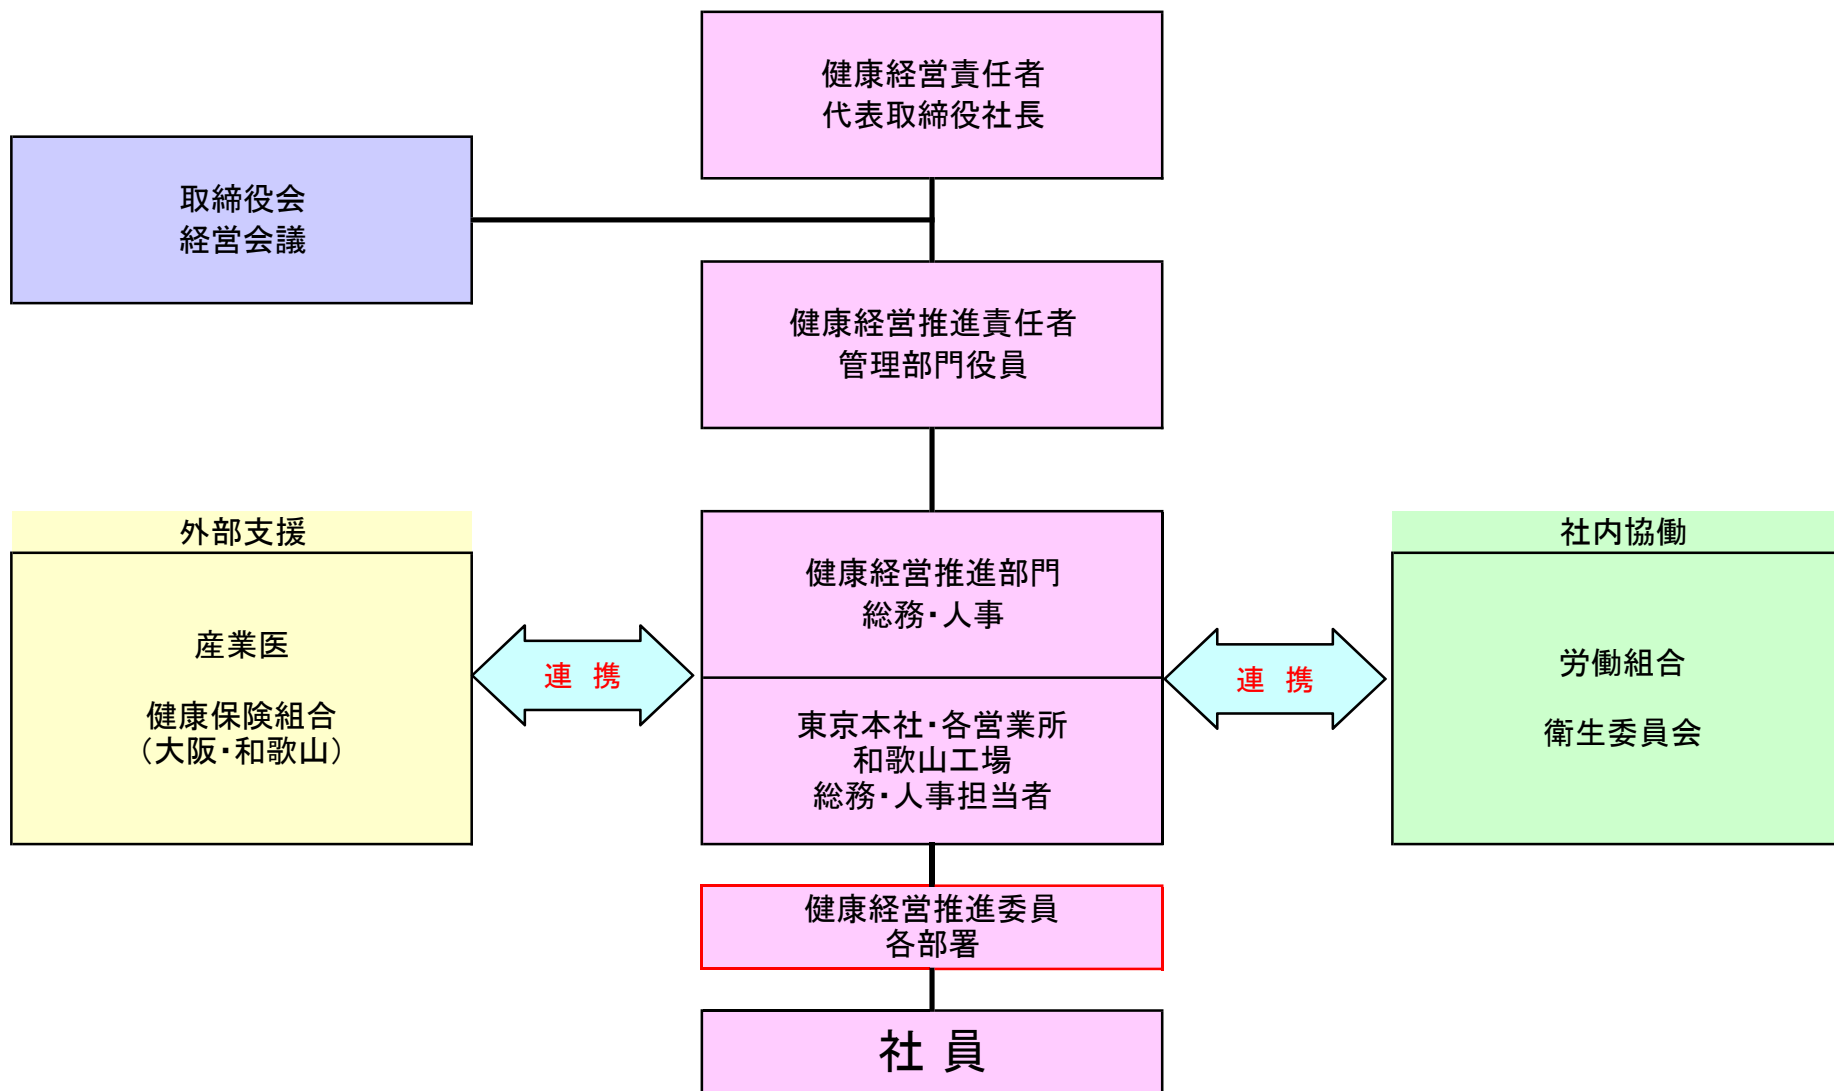 健康経営責任者
代表取締役社長
取締役会
経営会議
健康経営推進責任者
管理部門役員
外部支援
産業医
健康保険組合
（大阪・和歌山）
連 携
健康経営推進部門
総務・人事
東京本社・各営業所
和歌山工場
総務・人事担当者
連 携
社内協働
労働組合
衛生委員会
健康経営推進委員
各部署
社 員